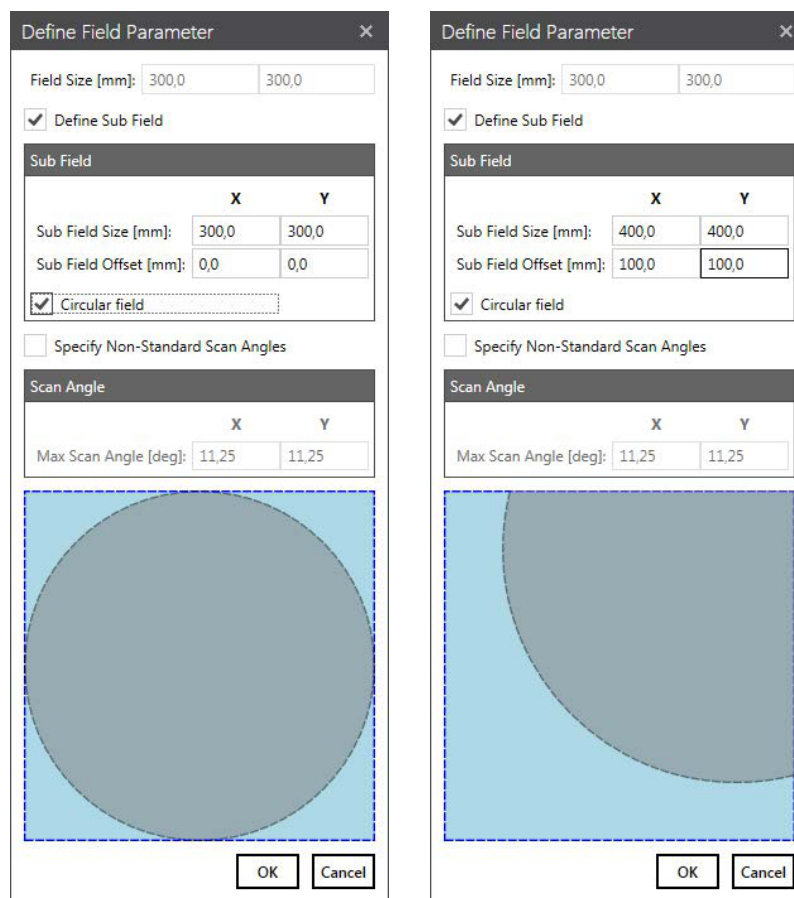 Define Field Parameter ×
Field Size [mm]: 300,0 300,0
Define Sub Field
Sub Field
X Y
Sub Field Size [mm]: 300,0 300,0
Sub Field Offset [mm]: 0,0 0,0
Circular field
Specify Non-Standard Scan Angles
Scan Angle
X Y
Max Scan Angle [deg]: 11,25 11,25
OK Cancel
Define Field Parameter ×
Field Size [mm]: 300,0 300,0
Define Sub Field
Sub Field
X Y
Sub Field Size [mm]: 400,0 400,0
Sub Field Offset [mm]: 100,0 100,0
Circular field
Specify Non-Standard Scan Angles
Scan Angle
X Y
Max Scan Angle [deg]: 11,25 11,25
OK Cancel